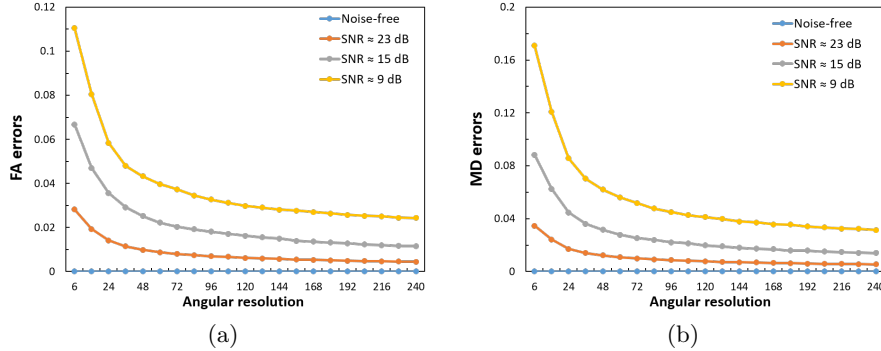 0.12
0.1
0.08
0.06
0.04
0.02
0
FA errors
6 24 48 72 96 120 144 168 192 216 240
Angular resolution
Noise-free
SNR ≈ 23 dB
SNR ≈ 15 dB
SNR ≈ 9 dB
(a)
0.2
0.16
0.12
0.08
0.04
0
MD errors
6 24 48 72 96 120 144 168 192 216 240
Angular resolution
Noise-free
SNR ≈ 23 dB
SNR ≈ 15 dB
SNR ≈ 9 dB
(b)